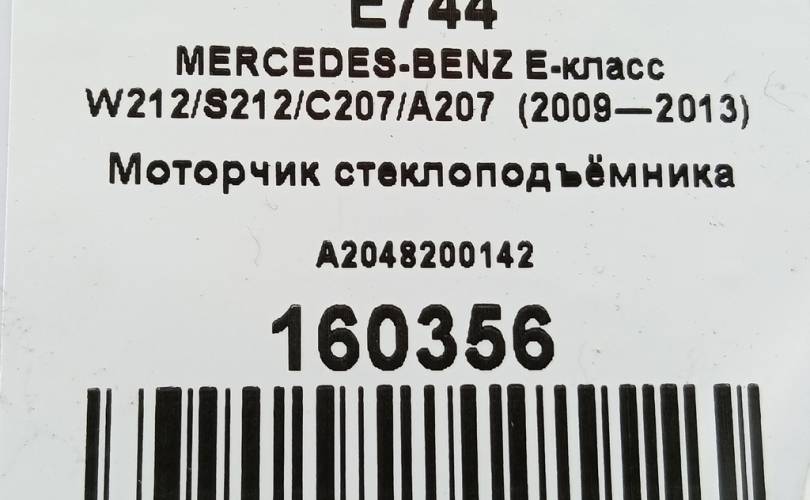 E744
MERCEDES-BENZ E-класс
W212/S212/C207/A207 (2009—2013)
Моторчик стеклоподъёмника
A2048200142
160356